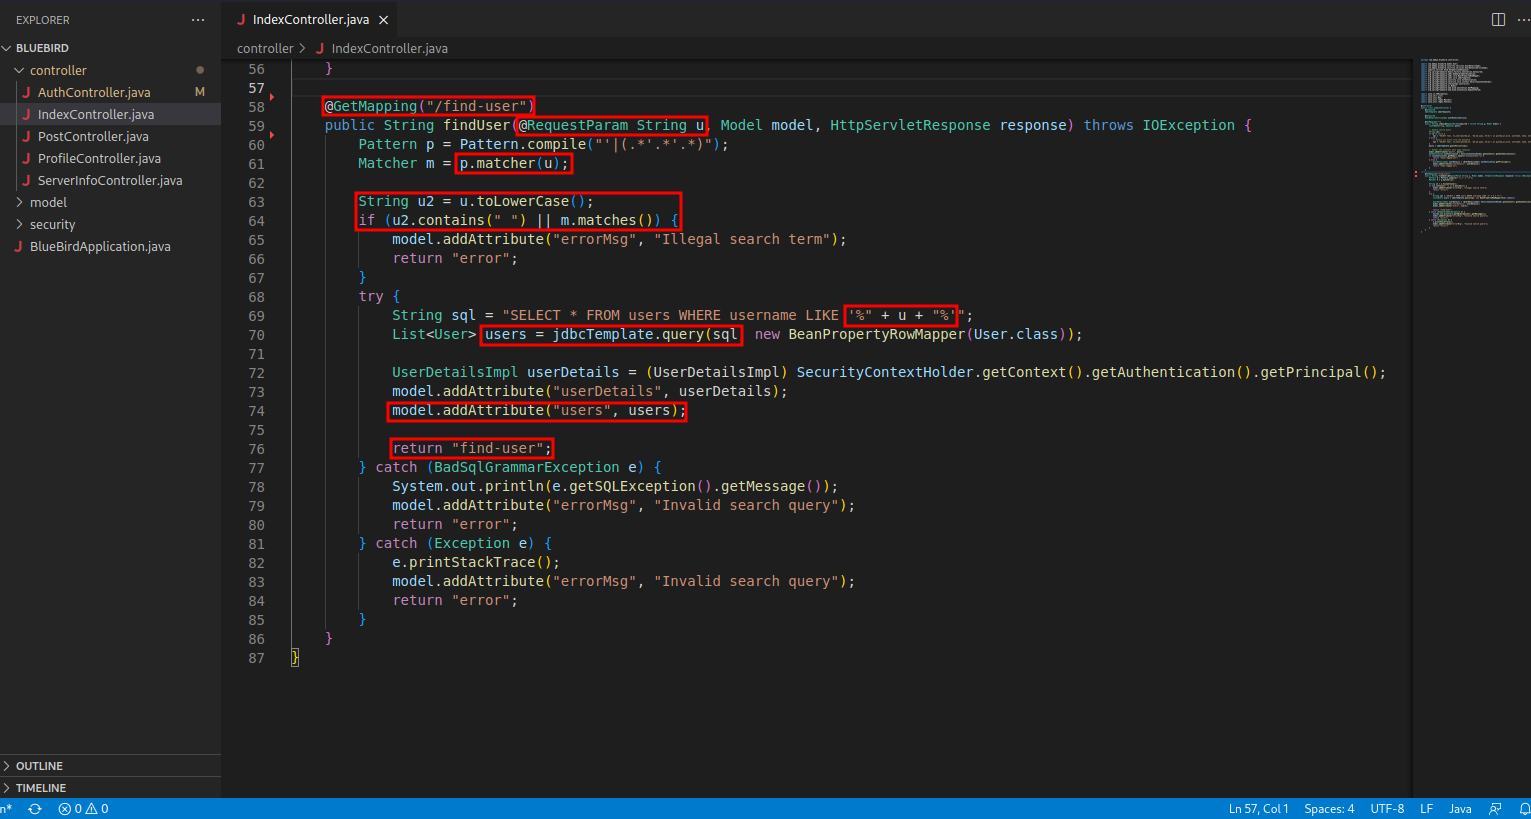 EXPLORER
BLUEBIRD
controller
AuthController.java M
IndexController.java
PostController.java
ProfileController.java
ServerInfoController.java
model
security
BlueBirdApplication.java
OUTLINE
TIMELINE
IndexController.java
controller > IndexController.java
56 }
57
58 @GetMapping("/find-user")
59 public String findUser(@RequestParam String u, Model model, HttpServletResponse response) throws IOException {
60 Pattern p = Pattern.compile("'|(.*'.*'.*)");
61 Matcher m = p.matcher(u);
62
63 String u2 = u.toLowerCase();
64 if (u2.contains(" ") || m.matches()) {
65 model.addAttribute("errorMsg", "Illegal search term");
66 return "error";
67 }
68 try {
69 String sql = "SELECT * FROM users WHERE username LIKE '%" + u + "%'";
70 List<User> users = jdbcTemplate.query(sql new BeanPropertyRowMapper(User.class));
71
72 UserDetailsImpl userDetails = (UserDetailsImpl) SecurityContextHolder.getContext().getAuthentication().getPrincipal();
73 model.addAttribute("userDetails", userDetails);
74 model.addAttribute("users", users);
75
76 return "find-user";
77 } catch (BadSqlGrammarException e) {
78 System.out.println(e.getSQLException().getMessage());
79 model.addAttribute("errorMsg", "Invalid search query");
80 return "error";
81 } catch (Exception e) {
82 e.printStackTrace();
83 model.addAttribute("errorMsg", "Invalid search query");
84 return "error";
85 }
86 }
87 }
n* 0 0 Ln 57, Col 1 Spaces: 4 UTF-8 LF Java